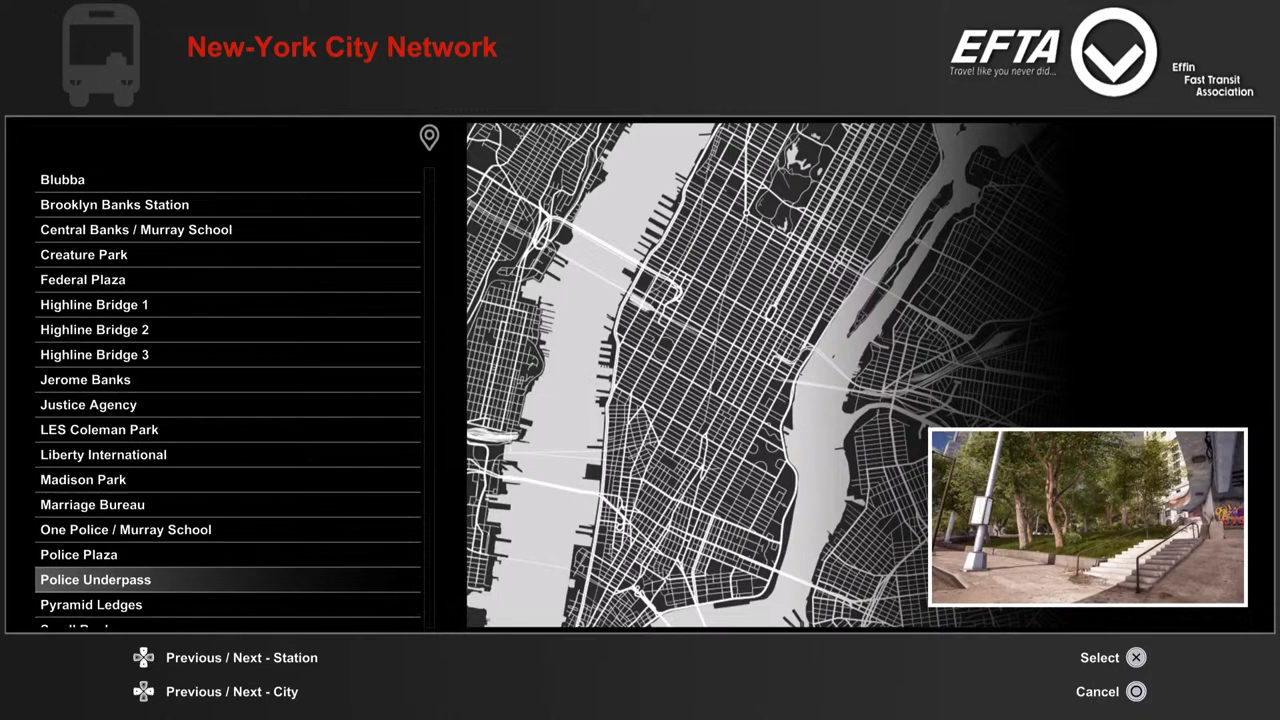 New-York City Network
EFTA
Travel like you never did...
Effin
Fast Transit
Association
Blubba
Brooklyn Banks Station
Central Banks / Murray School
Creature Park
Federal Plaza
Highline Bridge 1
Highline Bridge 2
Highline Bridge 3
Jerome Banks
Justice Agency
LES Coleman Park
Liberty International
Madison Park
Marriage Bureau
One Police / Murray School
Police Plaza
Police Underpass
Pyramid Ledges
Previous / Next - Station
Previous / Next - City
Select
Cancel